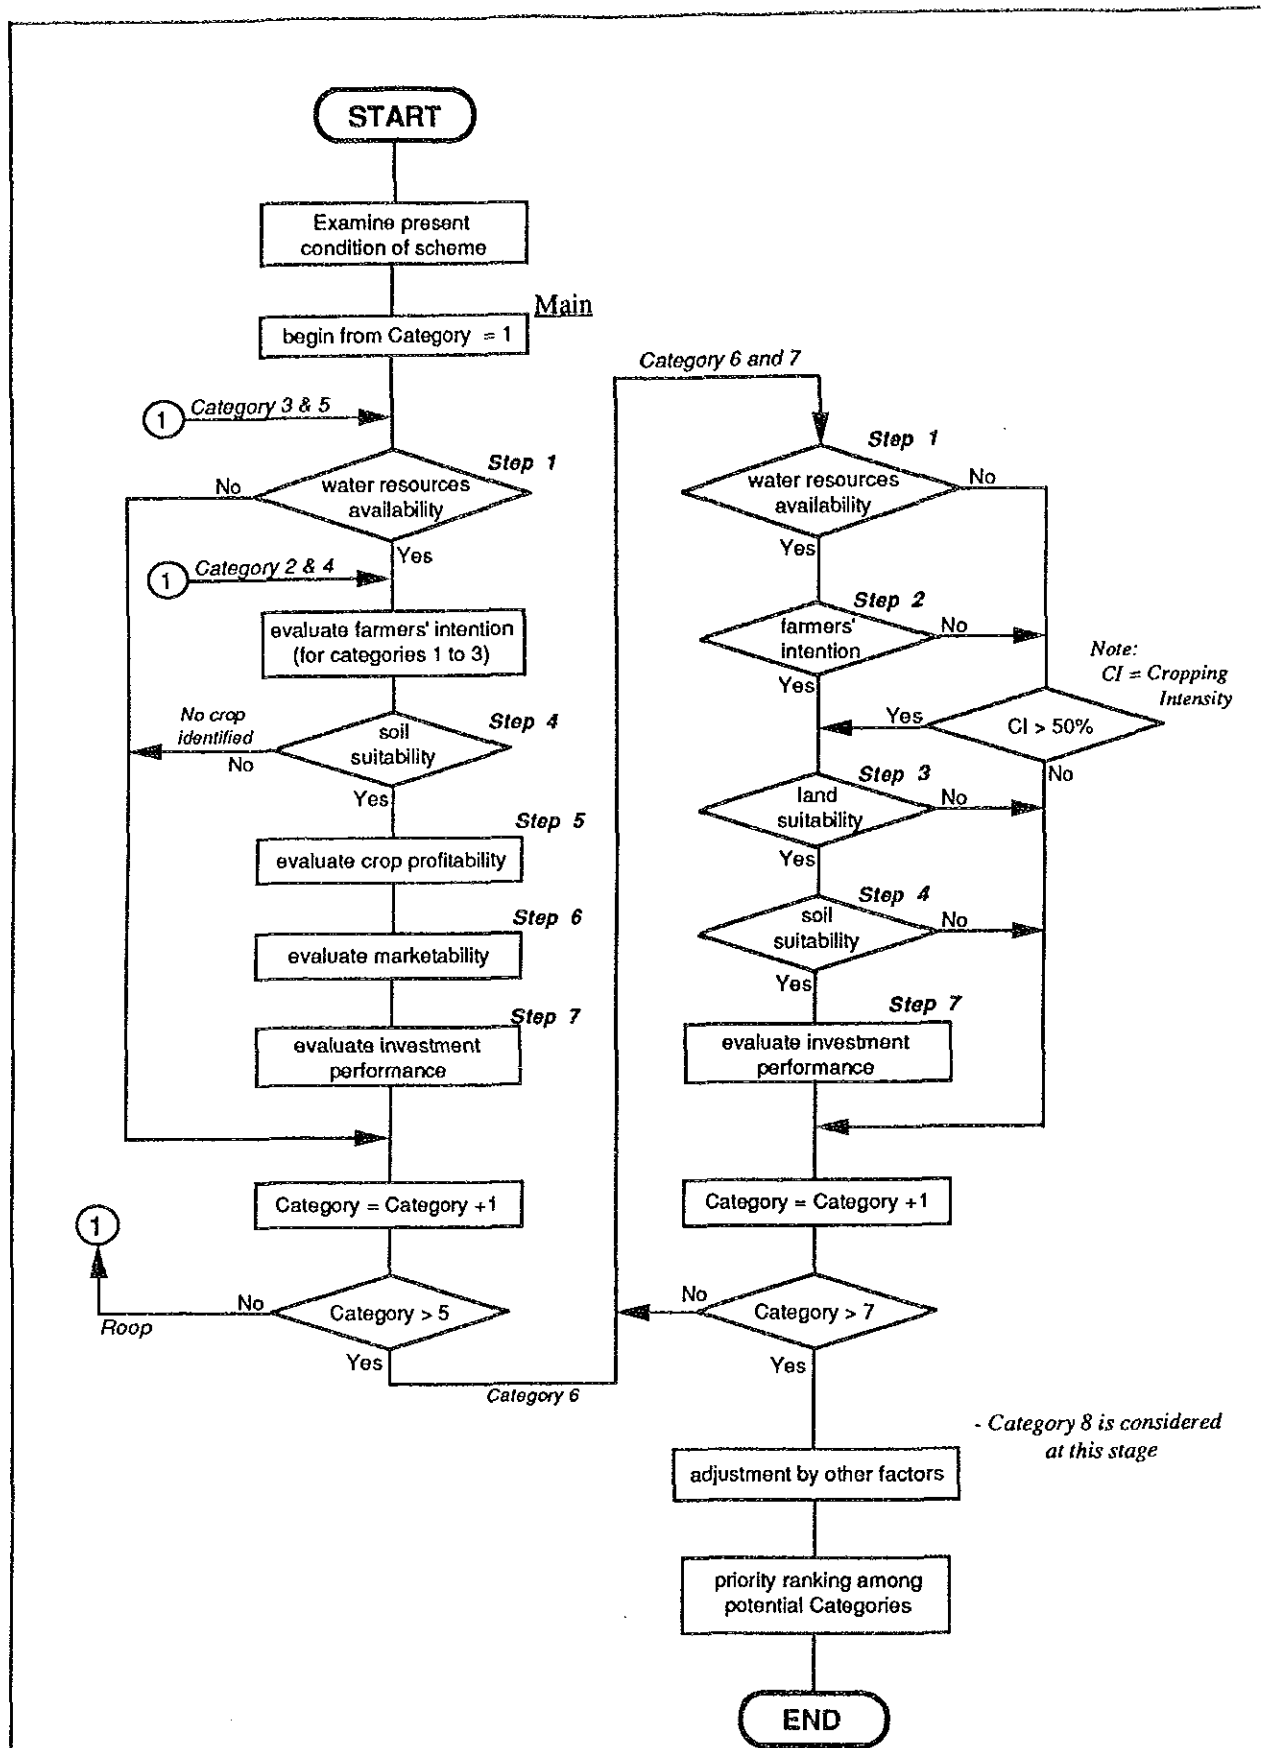 START
Examine present
condition of scheme
Main
begin from Category = 1
1
Category 3 & 5
Step 1
No
water resources
availability
Yes
1
Category 2 & 4
evaluate farmers' intention
(for categories 1 to 3)
No crop
identified
Step 4
soil
suitability
No
Yes
Step 5
evaluate crop profitability
Step 6
evaluate marketability
Step 7
evaluate investment
performance
Category = Category +1
1
No
Category > 5
Roop
Yes
Category 6
Category 6 and 7
Step 1
water resources
availability
No
Yes
Step 2
farmers'
intention
No
Yes
Note:
CI = Cropping
Intensity
Yes
CI > 50%
No
Step 3
land
suitability
No
Yes
Step 4
soil
suitability
No
Yes
Step 7
evaluate investment
performance
Category = Category +1
No
Category > 7
Yes
- Category 8 is considered
at this stage
adjustment by other factors
priority ranking among
potential Categories
END